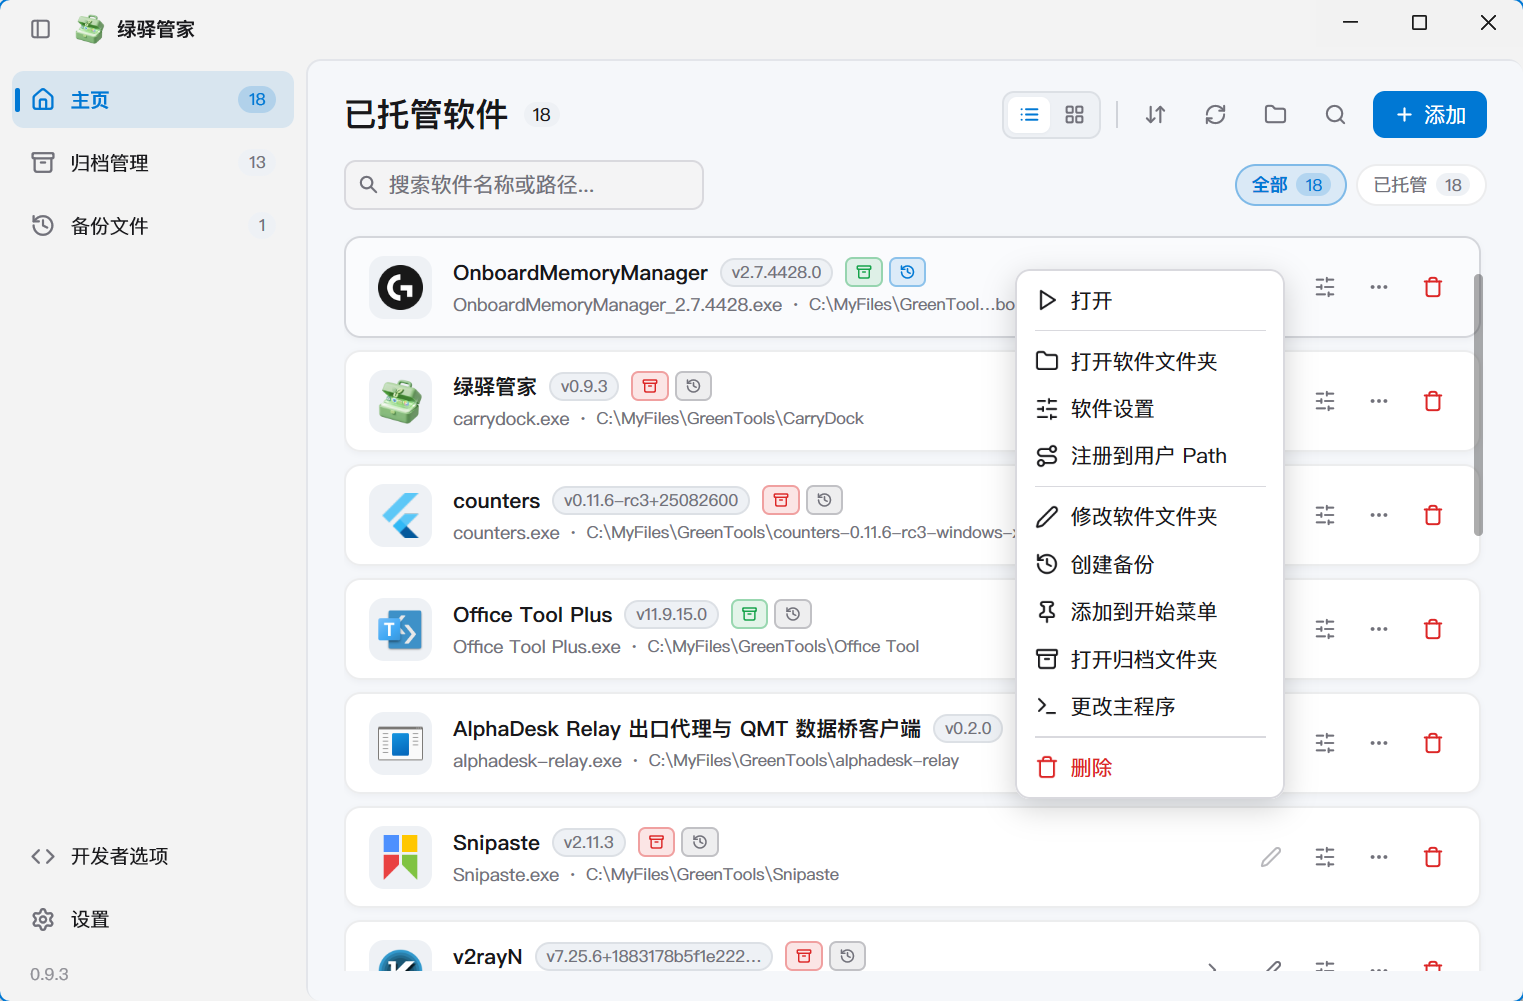 绿驿管家
主页 18
归档管理 13
备份文件 1
开发者选项
设置
0.9.3
已托管软件 18
添加
搜索软件名称或路径...
全部 18
已托管 18
OnboardMemoryManager v2.7.4428.0
OnboardMemoryManager_2.7.4428.exe · C:\MyFiles\GreenTool...bo
绿驿管家 v0.9.3
carrydock.exe · C:\MyFiles\GreenTools\CarryDock
counters v0.11.6-rc3+25082600
counters.exe · C:\MyFiles\GreenTools\counters-0.11.6-rc3-windows-x
Office Tool Plus v11.9.15.0
Office Tool Plus.exe · C:\MyFiles\GreenTools\Office Tool
AlphaDesk Relay 出口代理与 QMT 数据桥客户端 v0.2.0
alphadesk-relay.exe · C:\MyFiles\GreenTools\alphadesk-relay
Snipaste v2.11.3
Snipaste.exe · C:\MyFiles\GreenTools\Snipaste
v2rayN v7.25.6+1883178b5f1e222...
打开
打开软件文件夹
软件设置
注册到用户 Path
修改软件文件夹
创建备份
添加到开始菜单
打开归档文件夹
更改主程序
删除